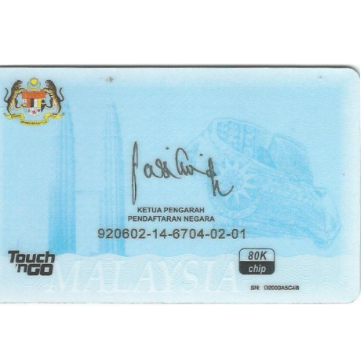 KETUA PENGARAH
PENDAFTARAN NEGARA
920602-14-6704-02-01
Touch
'n GO
80K
chip
MALAYSIA